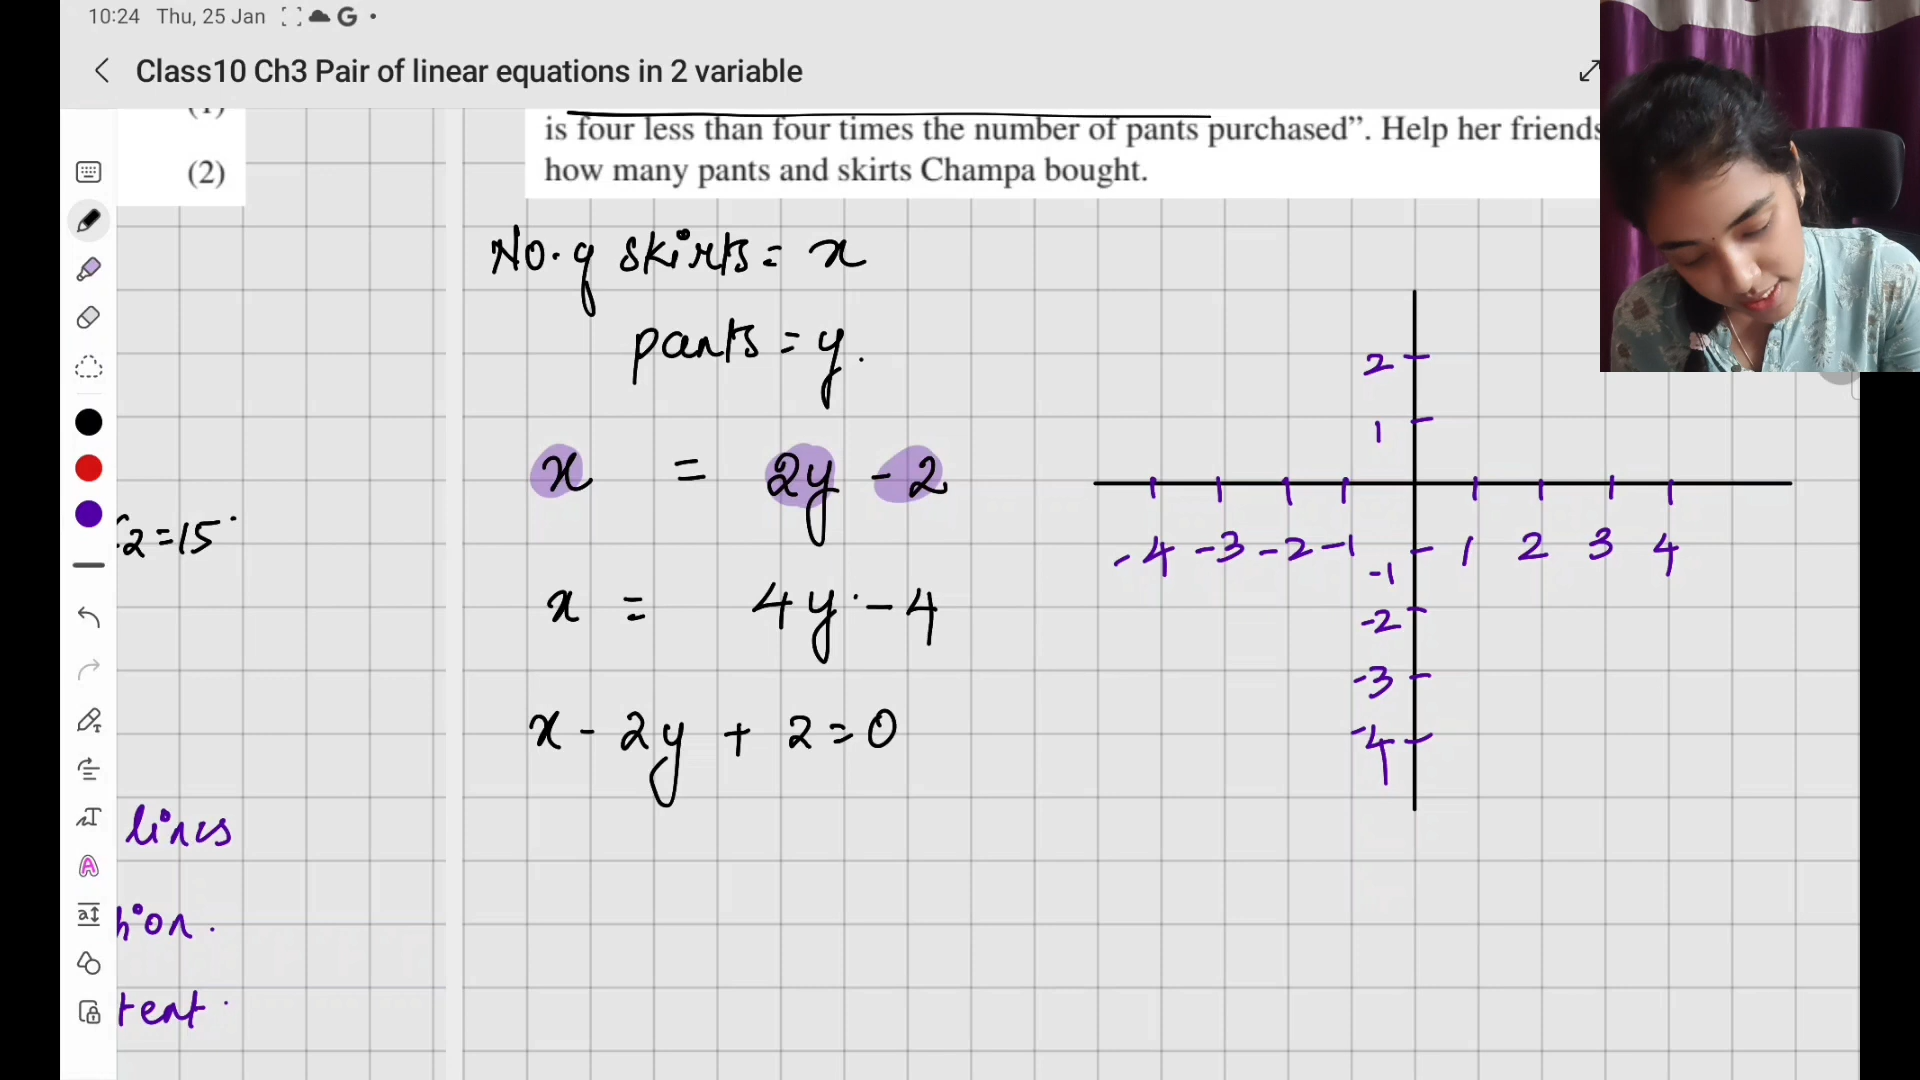 10:24 Thu, 25 Jan
Class10 Ch3 Pair of linear equations in 2 variable
(1)
(2)
is four less than four times the number of pants purchased”. Help her friends
how many pants and skirts Champa bought.
No. of skirts = x
pants = y.
x = 2y - 2
x = 4y - 4
x - 2y + 2 = 0
2 = 15
lines
tent
2
1
-4 -3 -2 -1 1 2 3 4
-1
-2
-3
-4